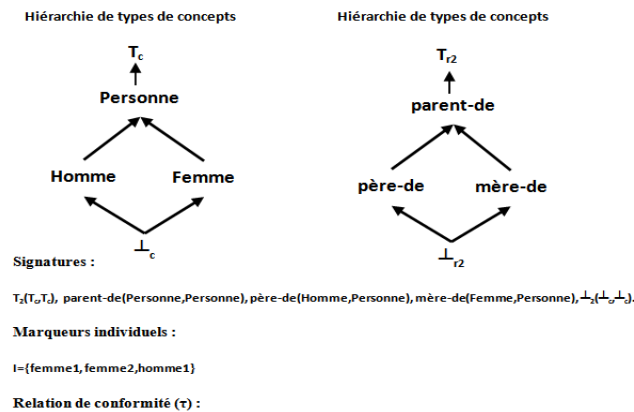 Hiérarchie de types de concepts Hiérarchie de types de concepts
Tc Tr2
Personne parent-de
Homme Femme père-de mère-de
⊥c ⊥r2
Signatures :
T2(Tc,Tc), parent-de(Personne,Personne), père-de(Homme,Personne), mère-de(Femme,Personne), ⊥2(⊥c,⊥c).
Marqueurs individuels :
I={femme1, femme2,homme1}
Relation de conformité (τ) :